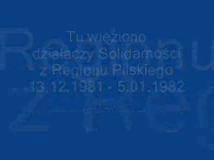 Tu więziono
działaczy Solidarności
z Regionu Pilskiego
13.12.1981 - 5.01.1982